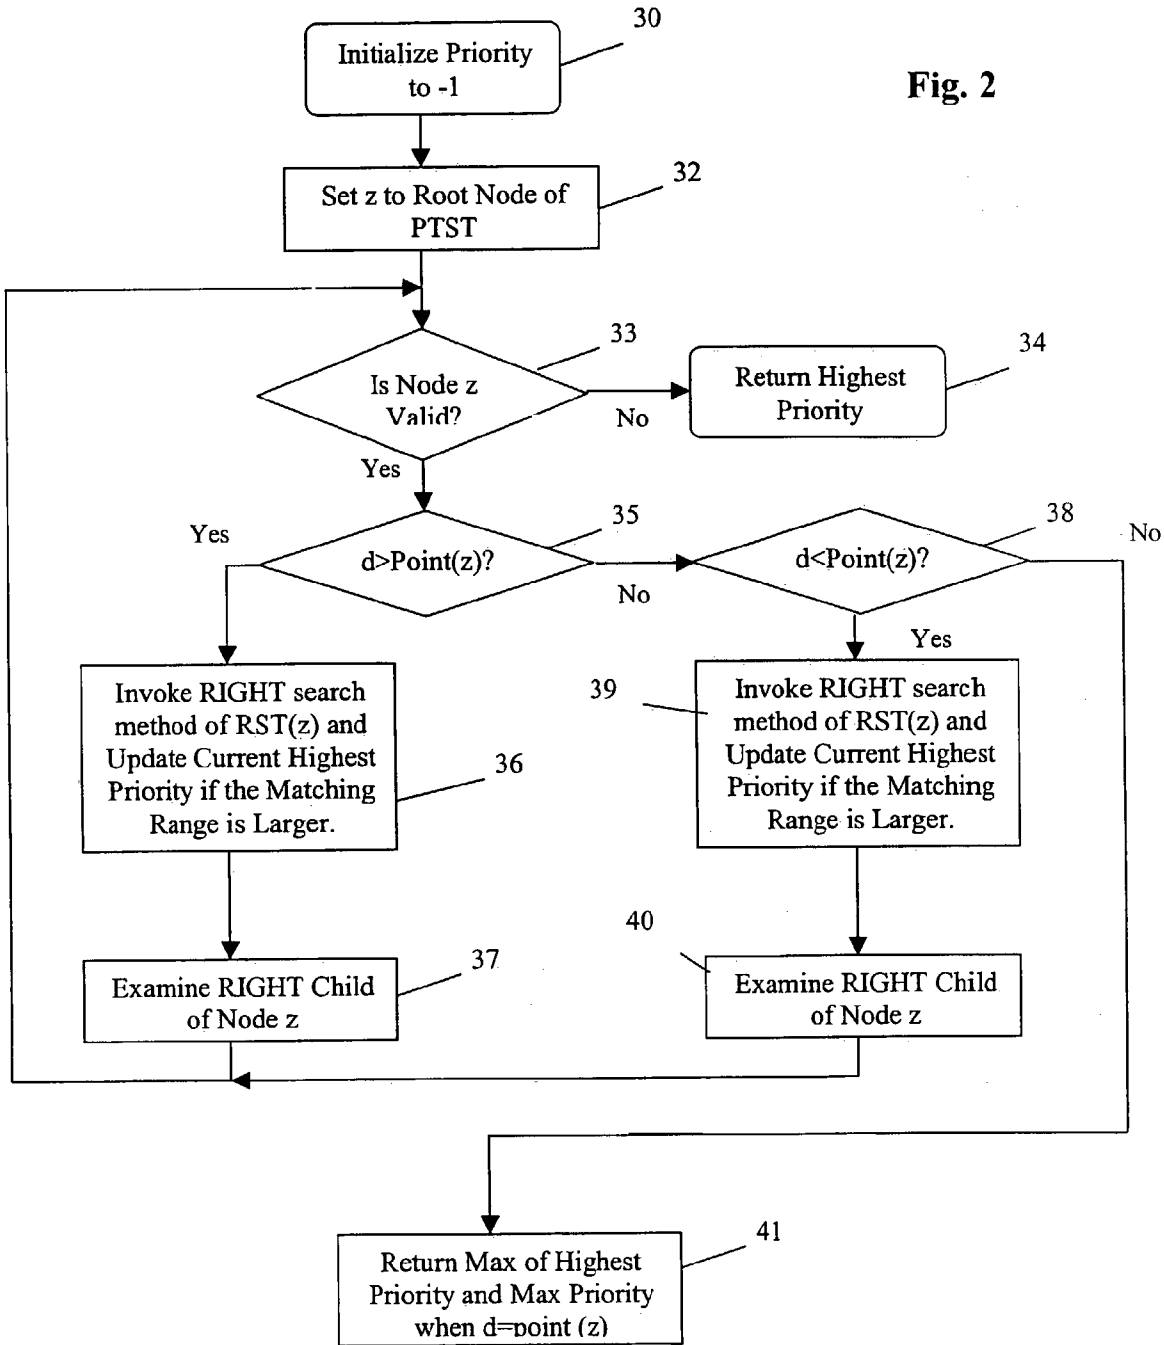 30
Initialize Priority
to -1
Fig. 2
32
Set z to Root Node of
PTST
33
Is Node z
Valid?
No
34
Return Highest
Priority
Yes
Yes
35
d>Point(z)?
No
38
d<Point(z)?
No
Yes
Invoke RIGHT search
method of RST(z) and
Update Current Highest
Priority if the Matching
Range is Larger.
36
39
Invoke RIGHT search
method of RST(z) and
Update Current Highest
Priority if the Matching
Range is Larger.
37
Examine RIGHT Child
of Node z
40
Examine RIGHT Child
of Node z
41
Return Max of Highest
Priority and Max Priority
when d=point (z)